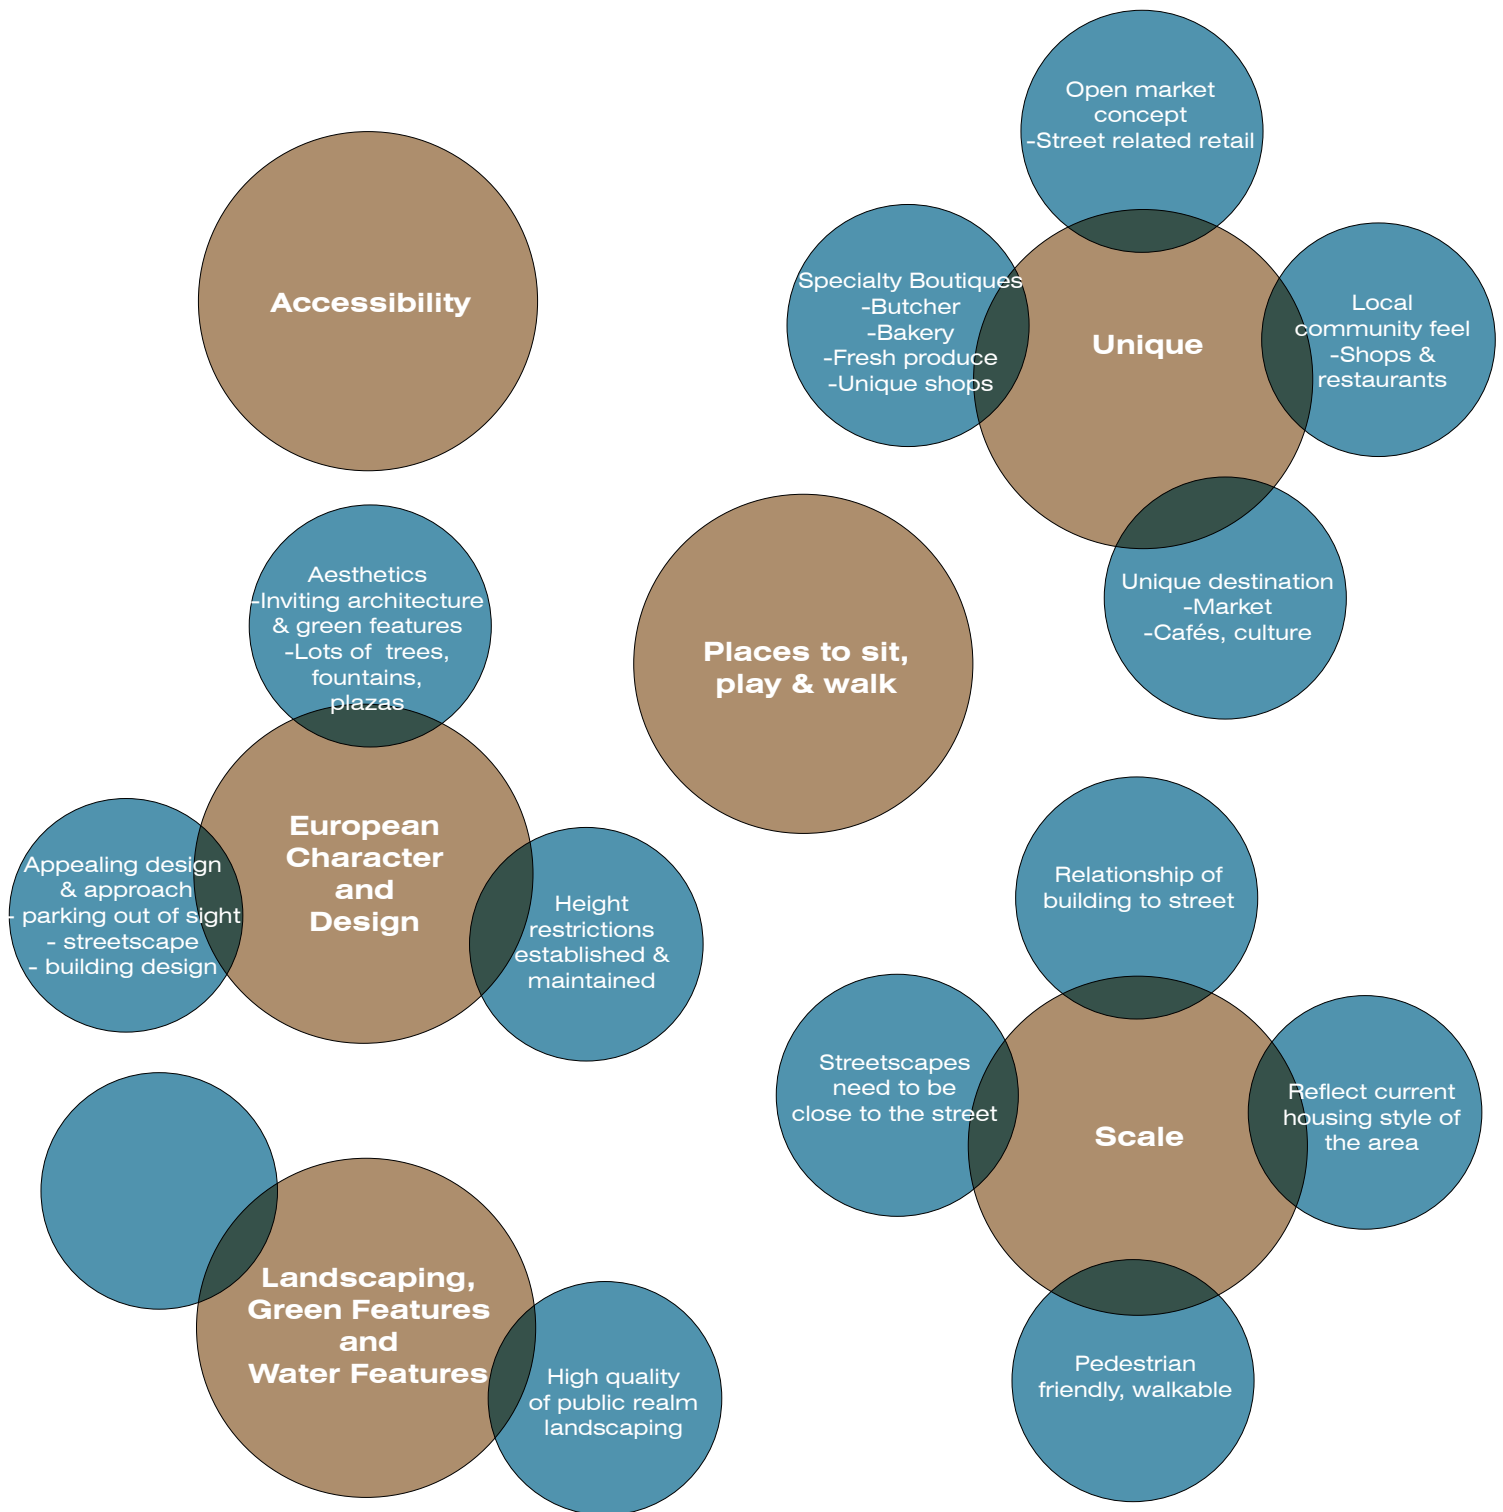 Accessibility
Open market
concept
-Street related retail
Specialty Boutiques
-Butcher
-Bakery
-Fresh produce
-Unique shops
Unique
Local
community feel
-Shops &
restaurants
Unique destination
-Market
-Cafés, culture
Places to sit,
play & walk
Aesthetics
-Inviting architecture
& green features
-Lots of  trees,
fountains,
plazas
European
Character
and
Design
Appealing design
& approach
- parking out of sight
- streetscape
- building design
Height
restrictions
established &
maintained
Relationship of
building to street
Streetscapes
need to be
close to the street
Scale
Reflect current
housing style of
the area
Pedestrian
friendly, walkable
Landscaping,
Green Features
and
Water Features
High quality
of public realm
landscaping